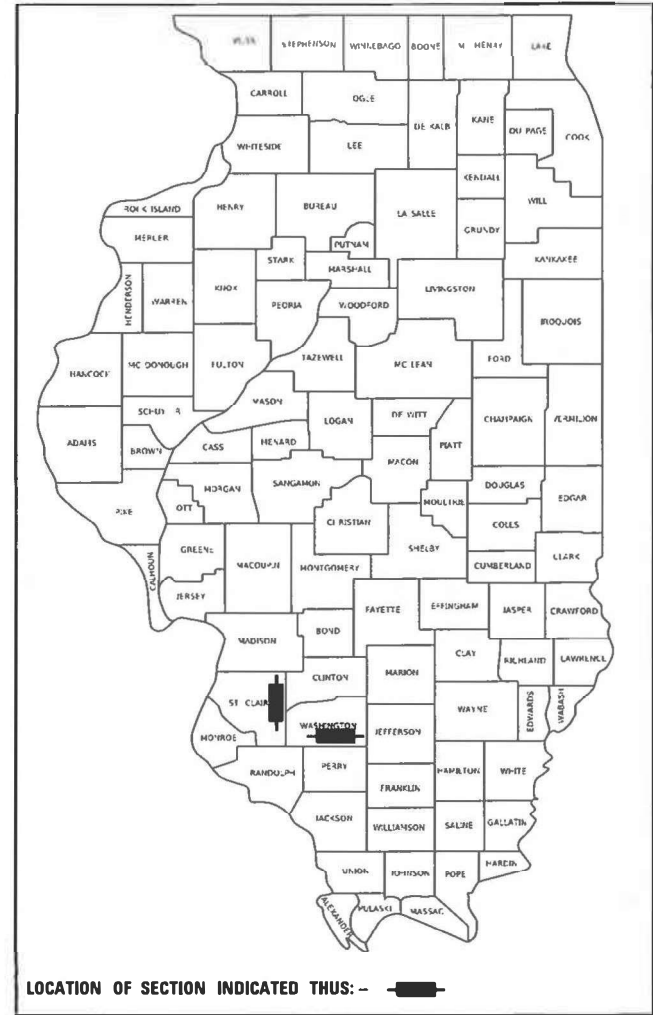 STEPHENSON WINNEBAGO BOONE HENRY LAKE
CARROLL OGLE DE KALB KANE DU PAGE COOK
WHITESIDE LEE KENDALL WILL
ROCK ISLAND HENRY BUREAU LA SALLE GRUNDY
MERCER PUTNAM KANKAKEE
HENDERSON WARREN KNOX STARK MARSHALL LIVINGSTON
PEORIA WOODFORD IROQUOIS
HANCOCK MC DONOUGH FULTON TAZEWELL MC LEAN FORD
MASON LOGAN DE WITT CHAMPAIGN VERMILION
ADAMS BROWN CASS MENARD MACON PIATT
PIKE OTT MORGAN SANGAMON CHRISTIAN MOULTRIE DOUGLAS EDGAR
COLES
CALHOUN GREENE MACOUPIN MONTGOMERY SHELBY CUMBERLAND CLARK
JERSEY FAYETTE EFFINGHAM JASPER CRAWFORD
MADISON BOND CLAY RICHLAND LAWRENCE
ST CLAIR CLINTON MARION WAYNE EDWARDS WABASH
MONROE WASHINGTON JEFFERSON
RANDOLPH PERRY HAMILTON WHITE
FRANKLIN
JACKSON WILLIAMSON SALINE GALLATIN
UNION JOHNSON POPE HARDIN
ALEXANDER PULASKI MASSAC
LOCATION OF SECTION INDICATED THUS: -